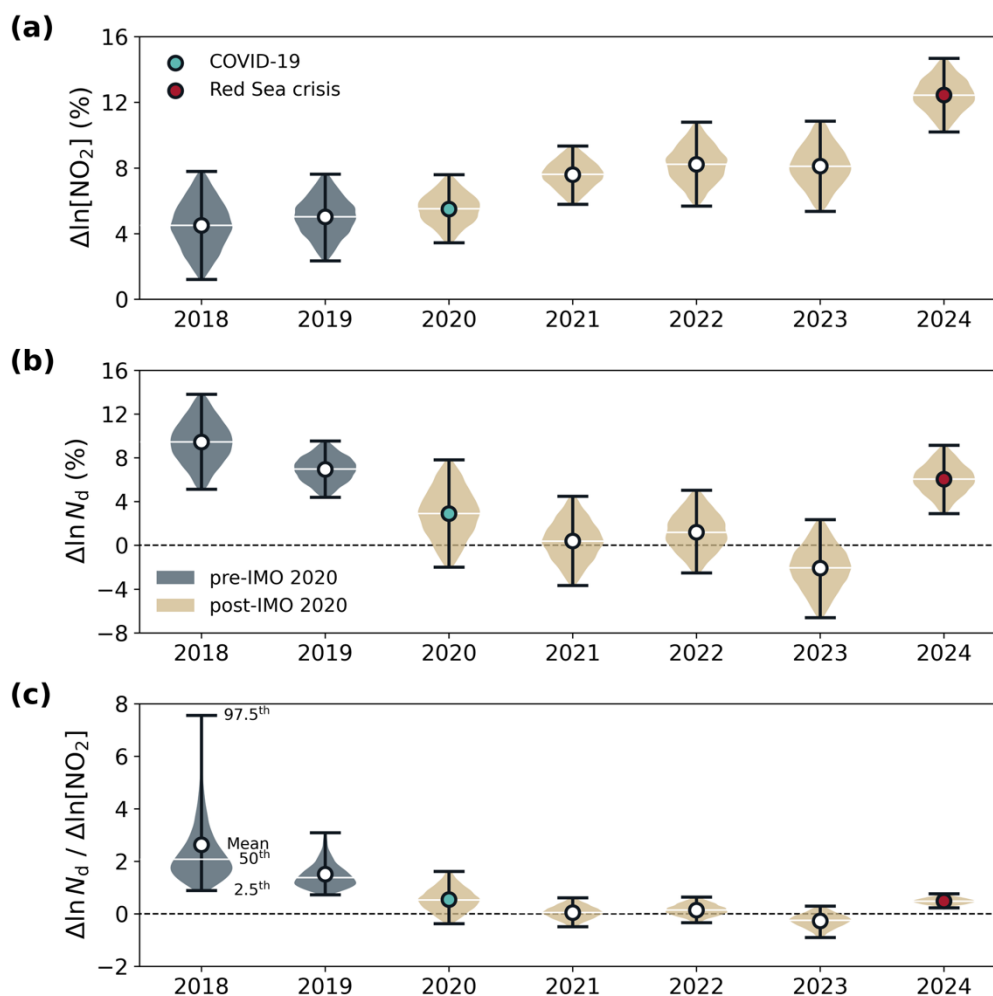 (a)
Δln[NO₂] (%)
16
12
8
4
0
COVID-19
Red Sea crisis
2018 2019 2020 2021 2022 2023 2024
(b)
Δln N_d (%)
16
12
8
4
0
−4
−8
pre-IMO 2020
post-IMO 2020
2018 2019 2020 2021 2022 2023 2024
(c)
Δln N_d / Δln[NO₂]
8
6
4
2
0
−2
97.5th
Mean
50th
2.5th
2018 2019 2020 2021 2022 2023 2024